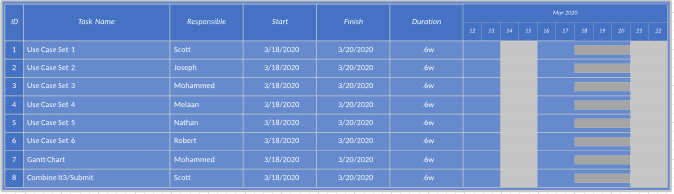 ID Task Name Responsible Start Finish Duration Mar 2020
12 13 14 15 16 17 18 19 20 21 22
1 Use Case Set 1 Scott 3/18/2020 3/20/2020 .6w
2 Use Case Set 2 Joseph 3/18/2020 3/20/2020 .6w
3 Use Case Set 3 Mohammed 3/18/2020 3/20/2020 .6w
4 Use Case Set 4 Melaan 3/18/2020 3/20/2020 .6w
5 Use Case Set 5 Nathan 3/18/2020 3/20/2020 .6w
6 Use Case Set 6 Robert 3/18/2020 3/20/2020 .6w
7 Gantt Chart Mohammed 3/18/2020 3/20/2020 .6w
8 Combine It3/Submit Scott 3/18/2020 3/20/2020 .6w